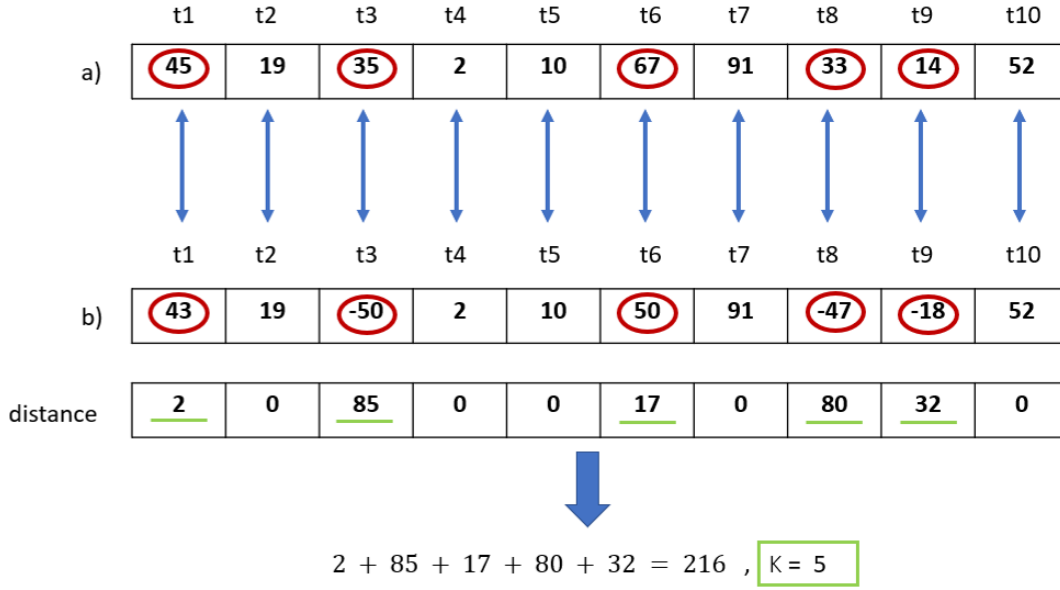 t1 t2 t3 t4 t5 t6 t7 t8 t9 t10
a) 45 19 35 2 10 67 91 33 14 52
t1 t2 t3 t4 t5 t6 t7 t8 t9 t10
b) 43 19 -50 2 10 50 91 -47 -18 52
distance 2 0 85 0 0 17 0 80 32 0
2 + 85 + 17 + 80 + 32 = 216 , K = 5